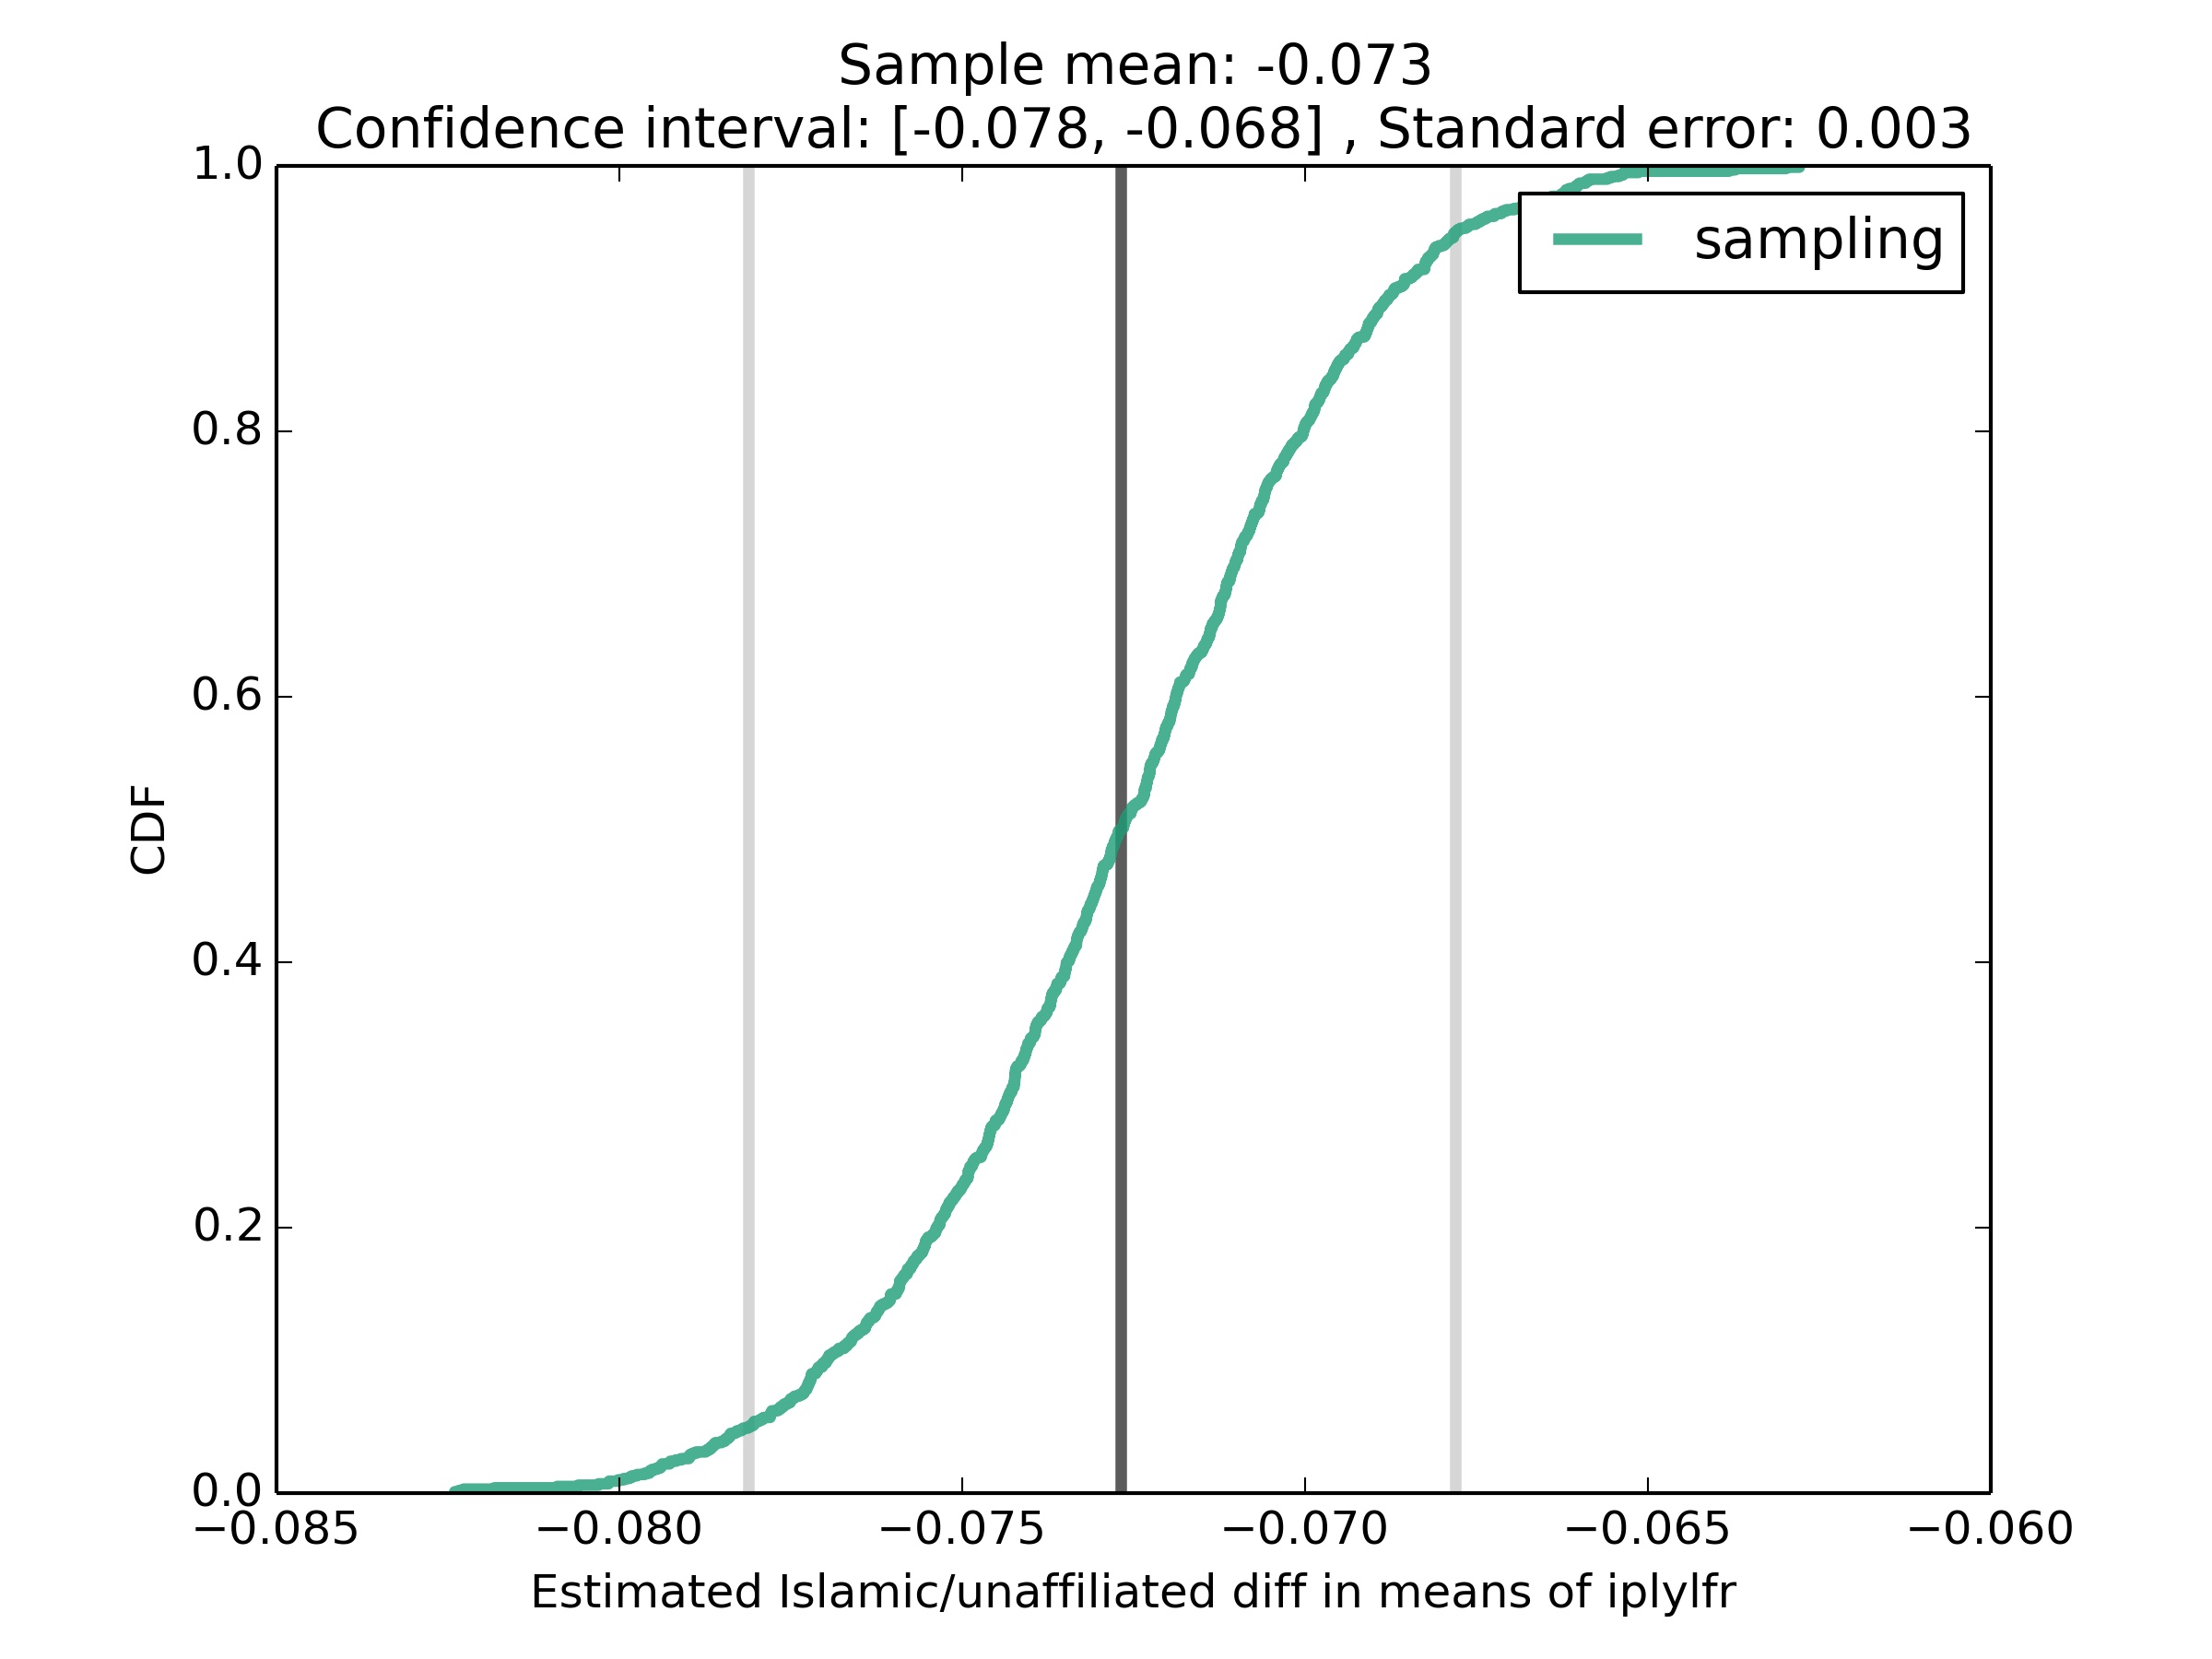 Sample mean: -0.073
Confidence interval: [-0.078, -0.068] , Standard error: 0.003
1.0
sampling
0.8
0.6
CDF
0.4
0.2
0.0
−0.085 −0.080 −0.075 −0.070 −0.065 −0.060
Estimated Islamic/unaffiliated diff in means of iplylfr